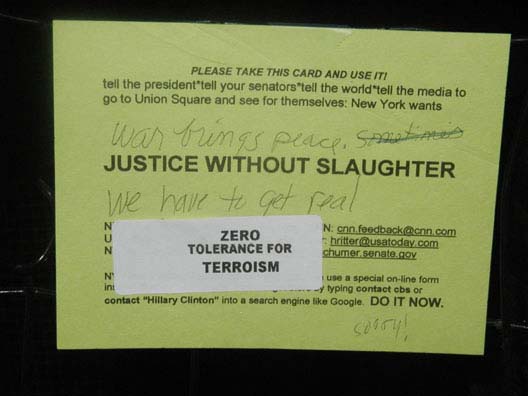 PLEASE TAKE THIS CARD AND USE IT!
tell the president*tell your senators*tell the world*tell the media to
go to Union Square and see for themselves: New York wants
War brings peace. sometimes
JUSTICE WITHOUT SLAUGHTER
We have to get real
N: cnn.feedback@cnn.com
r: hritter@usatoday.com
chumer.senate.gov
ZERO
TOLERANCE FOR
TERROISM
NY
use a special on-line form
by typing contact cbs or
contact "Hillary Clinton" into a search engine like Google. DO IT NOW.
sorry!